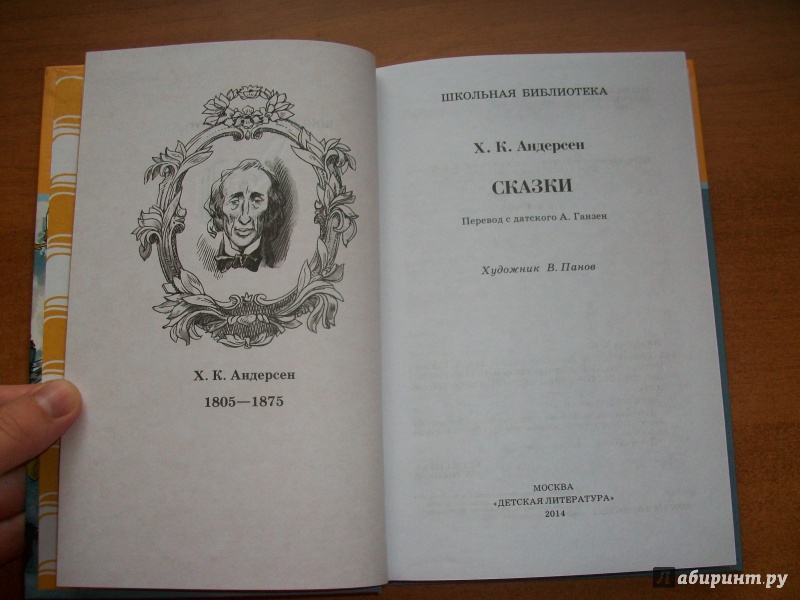 Х. К. Андерсен
1805—1875
ШКОЛЬНАЯ БИБЛИОТЕКА
Х. К. Андерсен
СКАЗКИ
Перевод с датского А. Ганзен
Художник В. Панов
МОСКВА
«ДЕТСКАЯ ЛИТЕРАТУРА»
2014
Лабиринт.ру